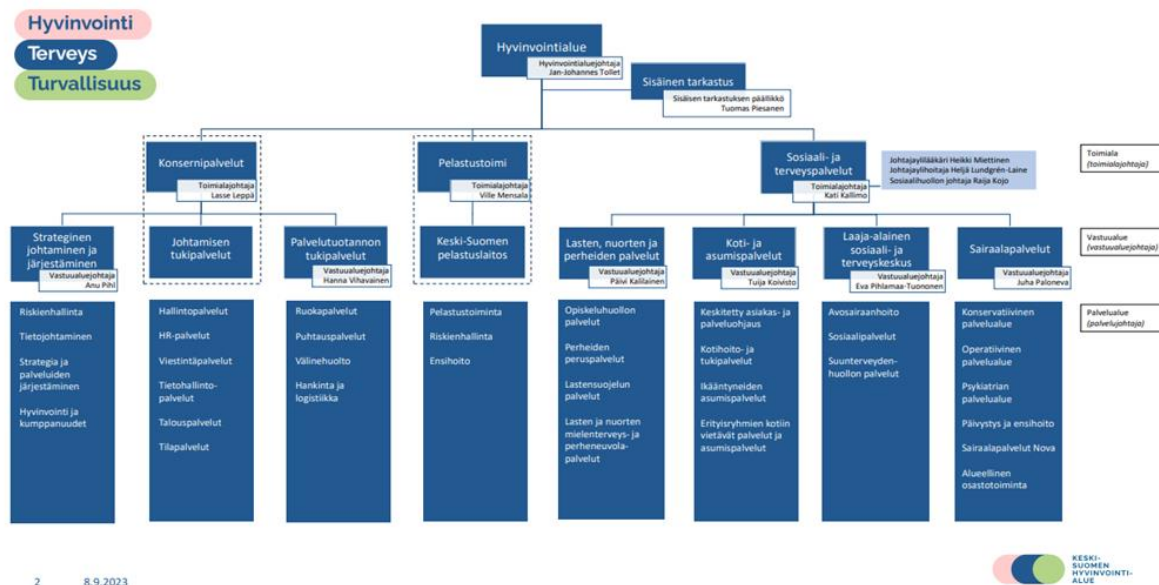 Hyvinvointi
Terveys
Turvallisuus
Hyvinvointialue
Hyvinvointialuejohtaja
Jan-Johannes Tollet
Sisäinen tarkastus
Sisäisen tarkastuksen päällikkö
Tuomas Piesanen
Konsernipalvelut
Toimialajohtaja
Lasse Leppä
Pelastustoimi
Toimialajohtaja
Ville Mensala
Sosiaali- ja
terveyspalvelut
Toimialajohtaja
Kati Kallimo
Johtajaylilääkäri Heikki Miettinen
Johtajaylihoitaja Heljä Lundgrén-Laine
Sosiaalihuollon johtaja Raija Kojo
Toimiala
(toimialajohtaja)
Strateginen
johtaminen ja
järjestäminen
Vastuualuejohtaja
Anu Pihl
Johtamisen
tukipalvelut
Palvelutuotannon
tukipalvelut
Vastuualuejohtaja
Hanna Vihavainen
Keski-Suomen
pelastuslaitos
Lasten, nuorten ja
perheiden palvelut
Vastuualuejohtaja
Päivi Kalilainen
Koti- ja
asumispalvelut
Vastuualuejohtaja
Tuija Koivisto
Laaja-alainen
sosiaali- ja
terveyskeskus
Vastuualuejohtaja
Eva Pihlamaa-Tuononen
Sairaalapalvelut
Vastuualuejohtaja
Juha Paloneva
Vastuualue
(vastuualuejohtaja)
Riskienhallinta
Tietojohtaminen
Strategia ja
palveluiden
järjestäminen
Hyvinvointi ja
kumppanuudet
Hallintopalvelut
HR-palvelut
Viestintäpalvelut
Tietohallinto-
palvelut
Talouspalvelut
Tilapalvelut
Ruokapalvelut
Puhtauspalvelut
Välinehuolto
Hankinta ja
logistiikka
Pelastustoiminta
Riskienhallinta
Ensihoito
Opiskeluhuollon
palvelut
Perheiden
peruspalvelut
Lastensuojelun
palvelut
Lasten ja nuorten
mielenterveys- ja
perheneuvola-
palvelut
Keskitetty asiakas- ja
palveluohjaus
Kotihoito- ja
tukipalvelut
Ikääntyneiden
asumispalvelut
Erityisryhmien kotiin
vietävät palvelut ja
asumispalvelut
Avosairaanhoito
Sosiaalipalvelut
Suunterveyden-
huollon palvelut
Konservatiivinen
palvelualue
Operatiivinen
palvelualue
Psykiatrian
palvelualue
Päivystys ja ensihoito
Sairaalapalvelut Nova
Alueellinen
osastotoiminta
Palvelualue
(palvelujohtaja)
2 8.9.2023
KESKI-
SUOMEN
HYVINVOINTI-
ALUE